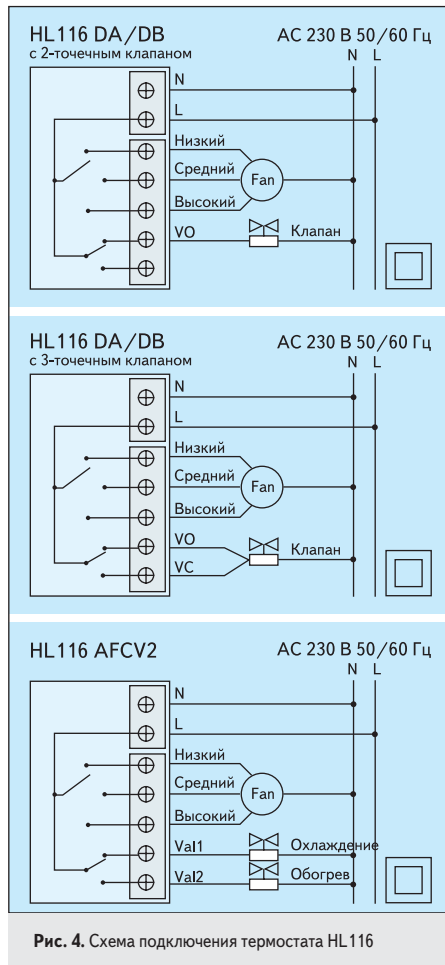 HL116 DA/DB
с 2-точечным клапаном
AC 230 В 50/60 Гц
N L
N
L
Низкий
Средний
Fan
Высокий
VO
Клапан
HL116 DA/DB
с 3-точечным клапаном
AC 230 В 50/60 Гц
N L
N
L
Низкий
Средний
Fan
Высокий
VO
Клапан
VC
HL116 AFCV2
AC 230 В 50/60 Гц
N L
N
L
Низкий
Средний
Fan
Высокий
Val1
Охлаждение
Val2
Обогрев
Рис. 4. Схема подключения термостата HL116